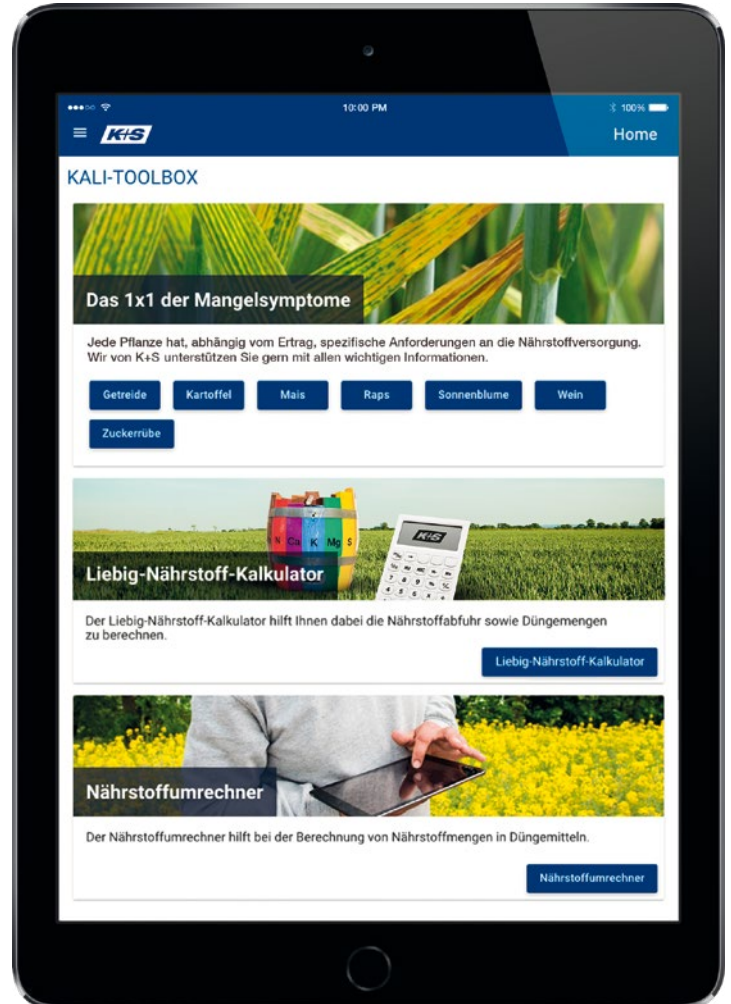 10:00 PM
100%
K+S
Home
KALI-TOOLBOX
Das 1x1 der Mangelsymptome
Jede Pflanze hat, abhängig vom Ertrag, spezifische Anforderungen an die Nährstoffversorgung.
Wir von K+S unterstützen Sie gern mit allen wichtigen Informationen.
Getreide
Kartoffel
Mais
Raps
Sonnenblume
Wein
Zuckerrübe
N Ca K Mg S
K+S
Liebig-Nährstoff-Kalkulator
Der Liebig-Nährstoff-Kalkulator hilft Ihnen dabei die Nährstoffabfuhr sowie Düngemengen
zu berechnen.
Liebig-Nährstoff-Kalkulator
Nährstoffumrechner
Der Nährstoffumrechner hilft bei der Berechnung von Nährstoffmengen in Düngemitteln.
Nährstoffumrechner